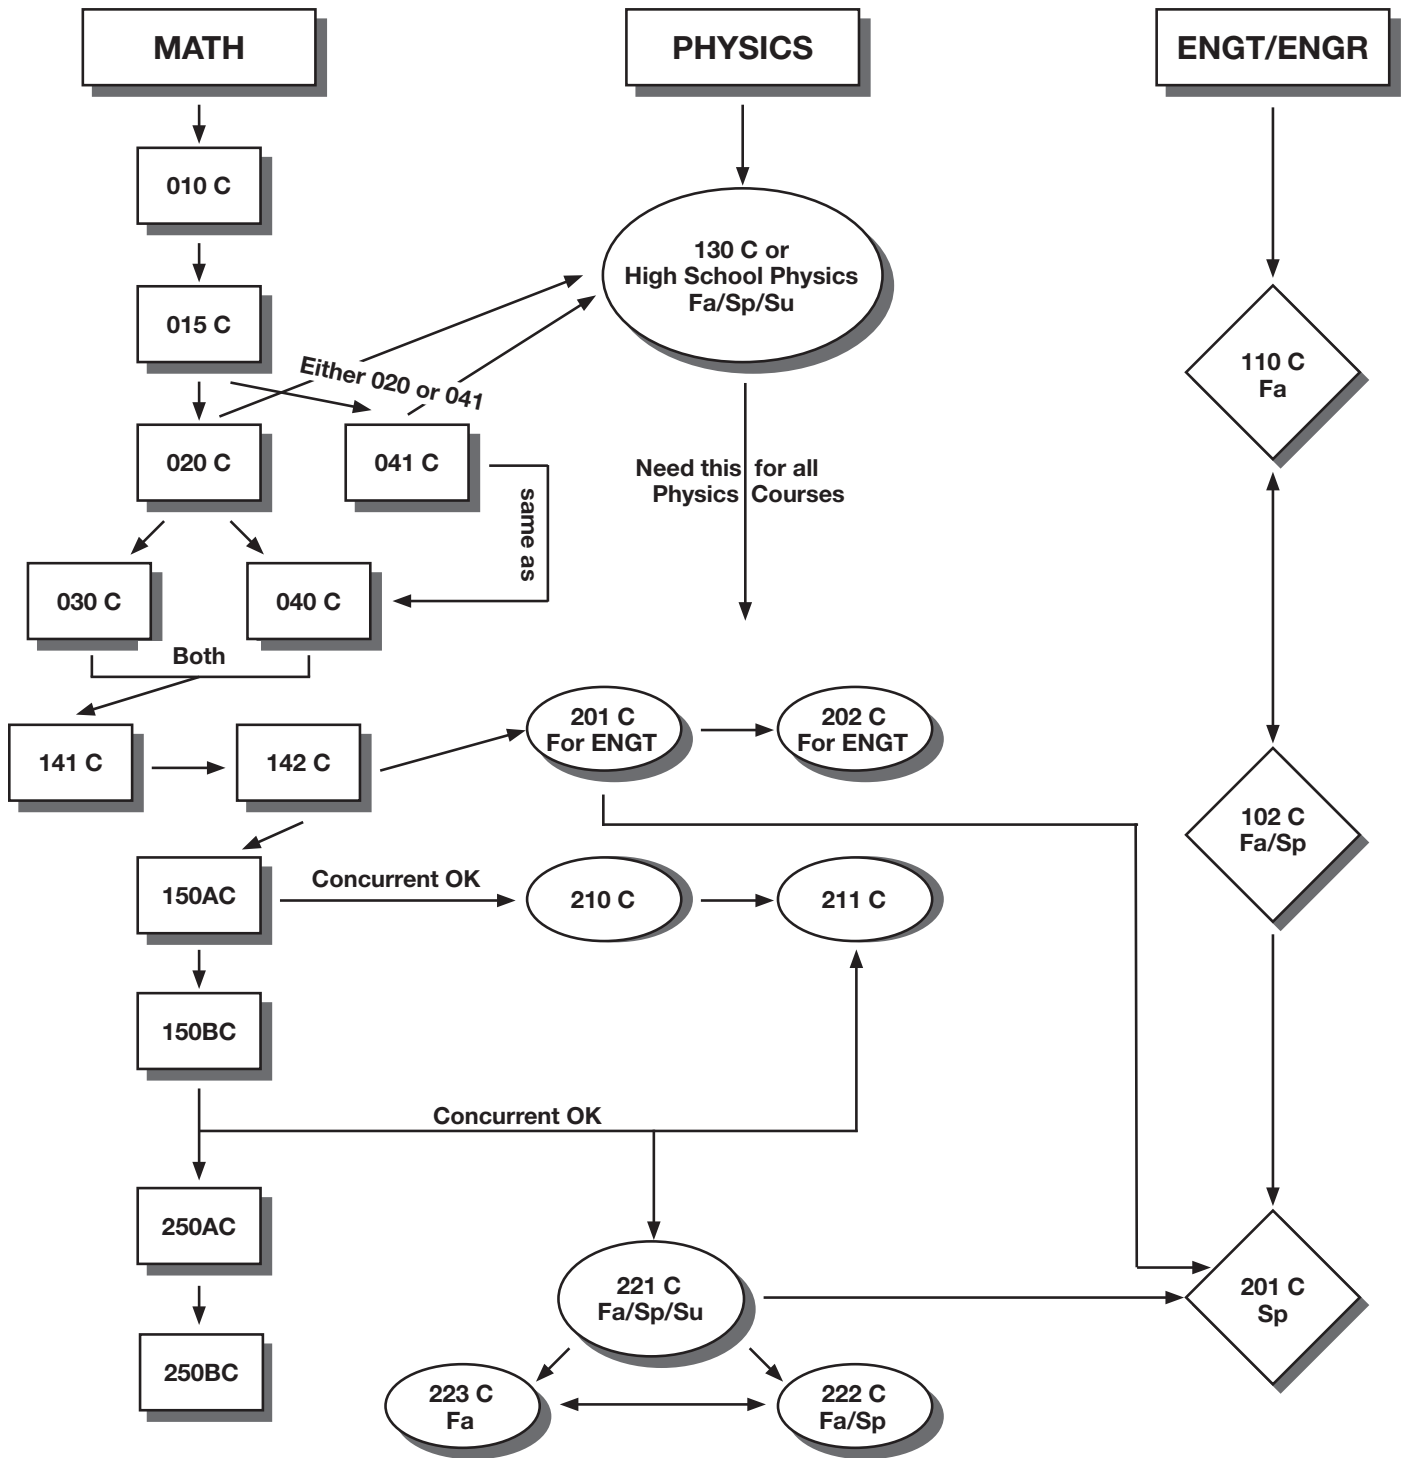 MATH
PHYSICS
ENGT/ENGR
010 C
130 C or
High School Physics
Fa/Sp/Su
015 C
110 C
Fa
Either 020 or 041
020 C
041 C
Need this for all
Physics Courses
same as
030 C
040 C
Both
201 C
For ENGT
202 C
For ENGT
141 C
142 C
102 C
Fa/Sp
150AC
Concurrent OK
210 C
211 C
150BC
Concurrent OK
250AC
221 C
Fa/Sp/Su
201 C
Sp
250BC
223 C
Fa
222 C
Fa/Sp